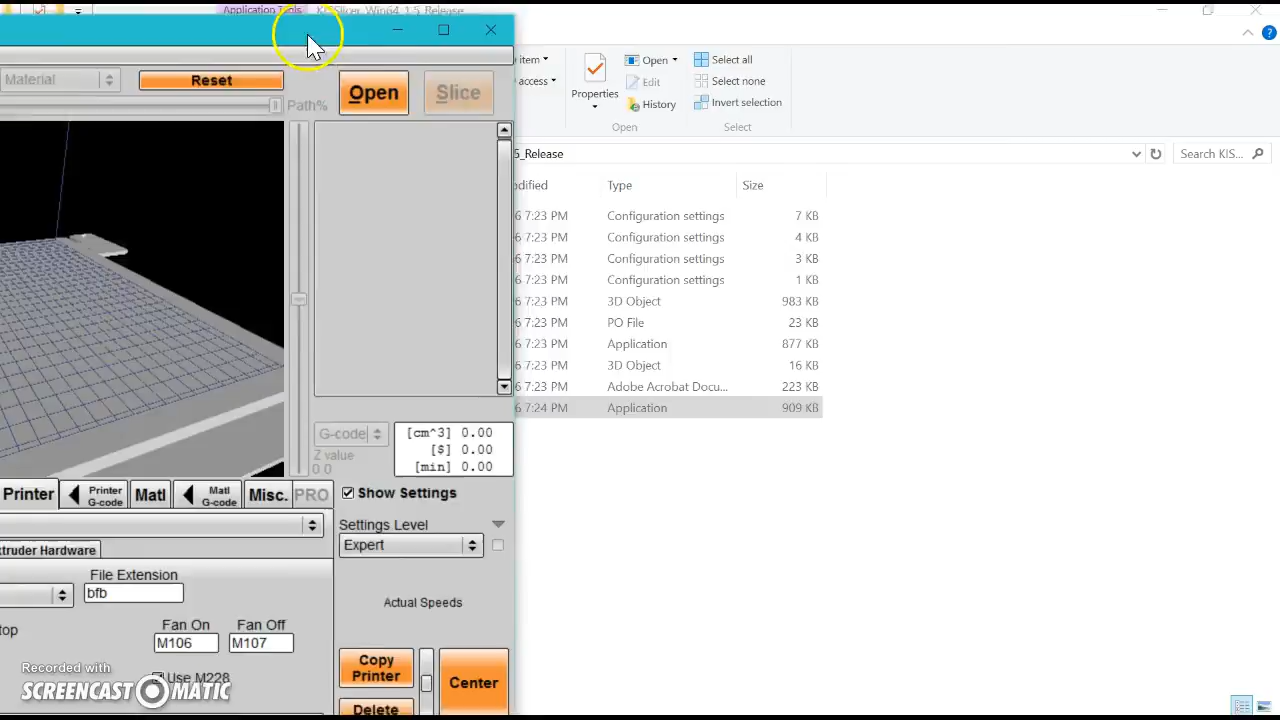 Application Tools KISSlicer_Win64_1.5_Release
Material
Reset
Open
Slice
Path%
item
access
Properties
Open
Edit
History
Open
Select all
Select none
Invert selection
Select
5_Release
Search KIS...
odified Type Size
6 7:23 PM Configuration settings 7 KB
6 7:23 PM Configuration settings 4 KB
6 7:23 PM Configuration settings 3 KB
6 7:23 PM Configuration settings 1 KB
6 7:23 PM 3D Object 983 KB
6 7:23 PM PO File 23 KB
6 7:23 PM Application 877 KB
6 7:23 PM 3D Object 16 KB
6 7:23 PM Adobe Acrobat Docu... 223 KB
6 7:24 PM Application 909 KB
G-code
Z value
0.0
[cm^3] 0.00
[$] 0.00
[min] 0.00
Printer
Printer G-code
Matl
Matl G-code
Misc.
PRO
Show Settings
Settings Level
Expert
truder Hardware
File Extension
bfb
Actual Speeds
top
Fan On Fan Off
M106 M107
Use M228
Copy Printer
Center
Delete
Recorded with
SCREENCAST MATIC